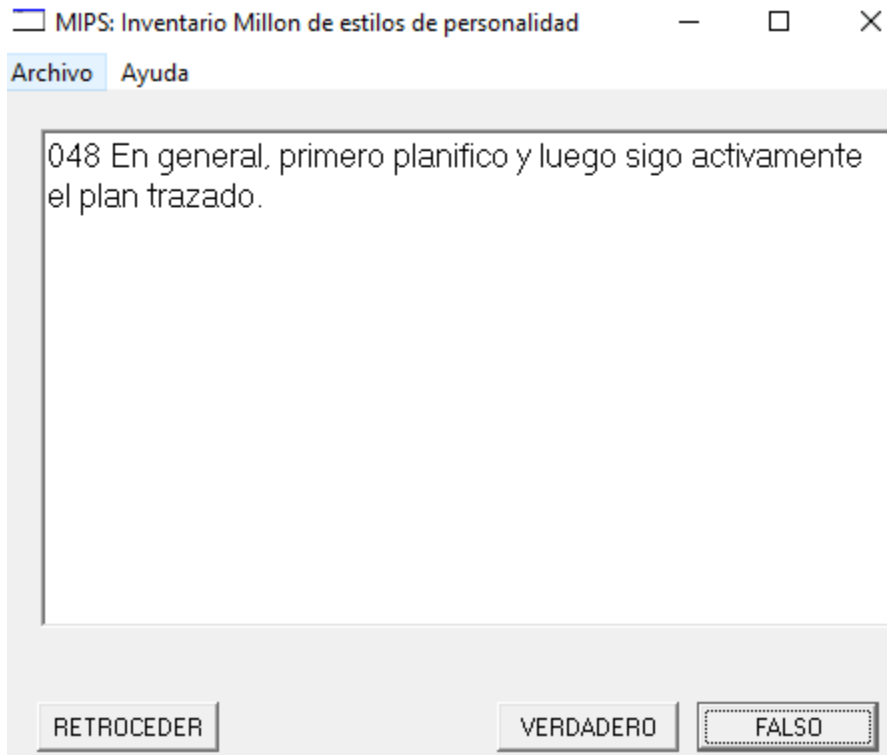 MIPS: Inventario Millon de estilos de personalidad
Archivo Ayuda
048 En general, primero planifico y luego sigo activamente
el plan trazado.
RETROCEDER VERDADERO FALSO